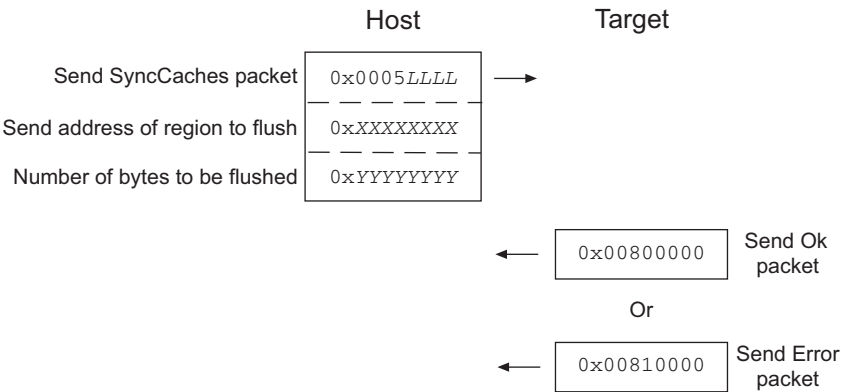 Host Target
Send SyncCaches packet 0x0005LLLL
Send address of region to flush 0xXXXXXXXX
Number of bytes to be flushed 0xYYYYYYYY
0x00800000 Send Ok
packet
Or
0x00810000 Send Error
packet